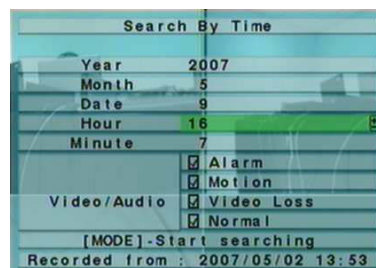 Search By Time
Year 2007
Month 5
Date 9
Hour 16
Minute 7
Alarm
Motion
Video/Audio Video Loss
Normal
[MODE]-Start searching
Recorded from : 2007/05/02 13:53